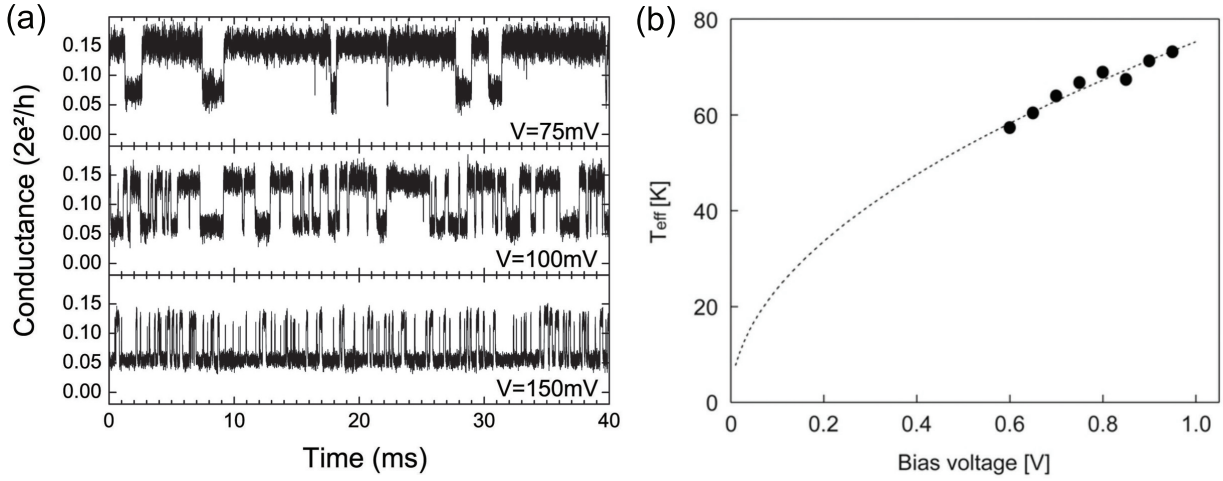 (a)
Conductance (2e²/h)
0.15
0.10
0.05
0.00
V=75mV
0.15
0.10
0.05
0.00
V=100mV
0.15
0.10
0.05
0.00
V=150mV
0 10 20 30 40
Time (ms)
(b)
Teff [K]
80
60
40
20
0
0 0.2 0.4 0.6 0.8 1.0
Bias voltage [V]